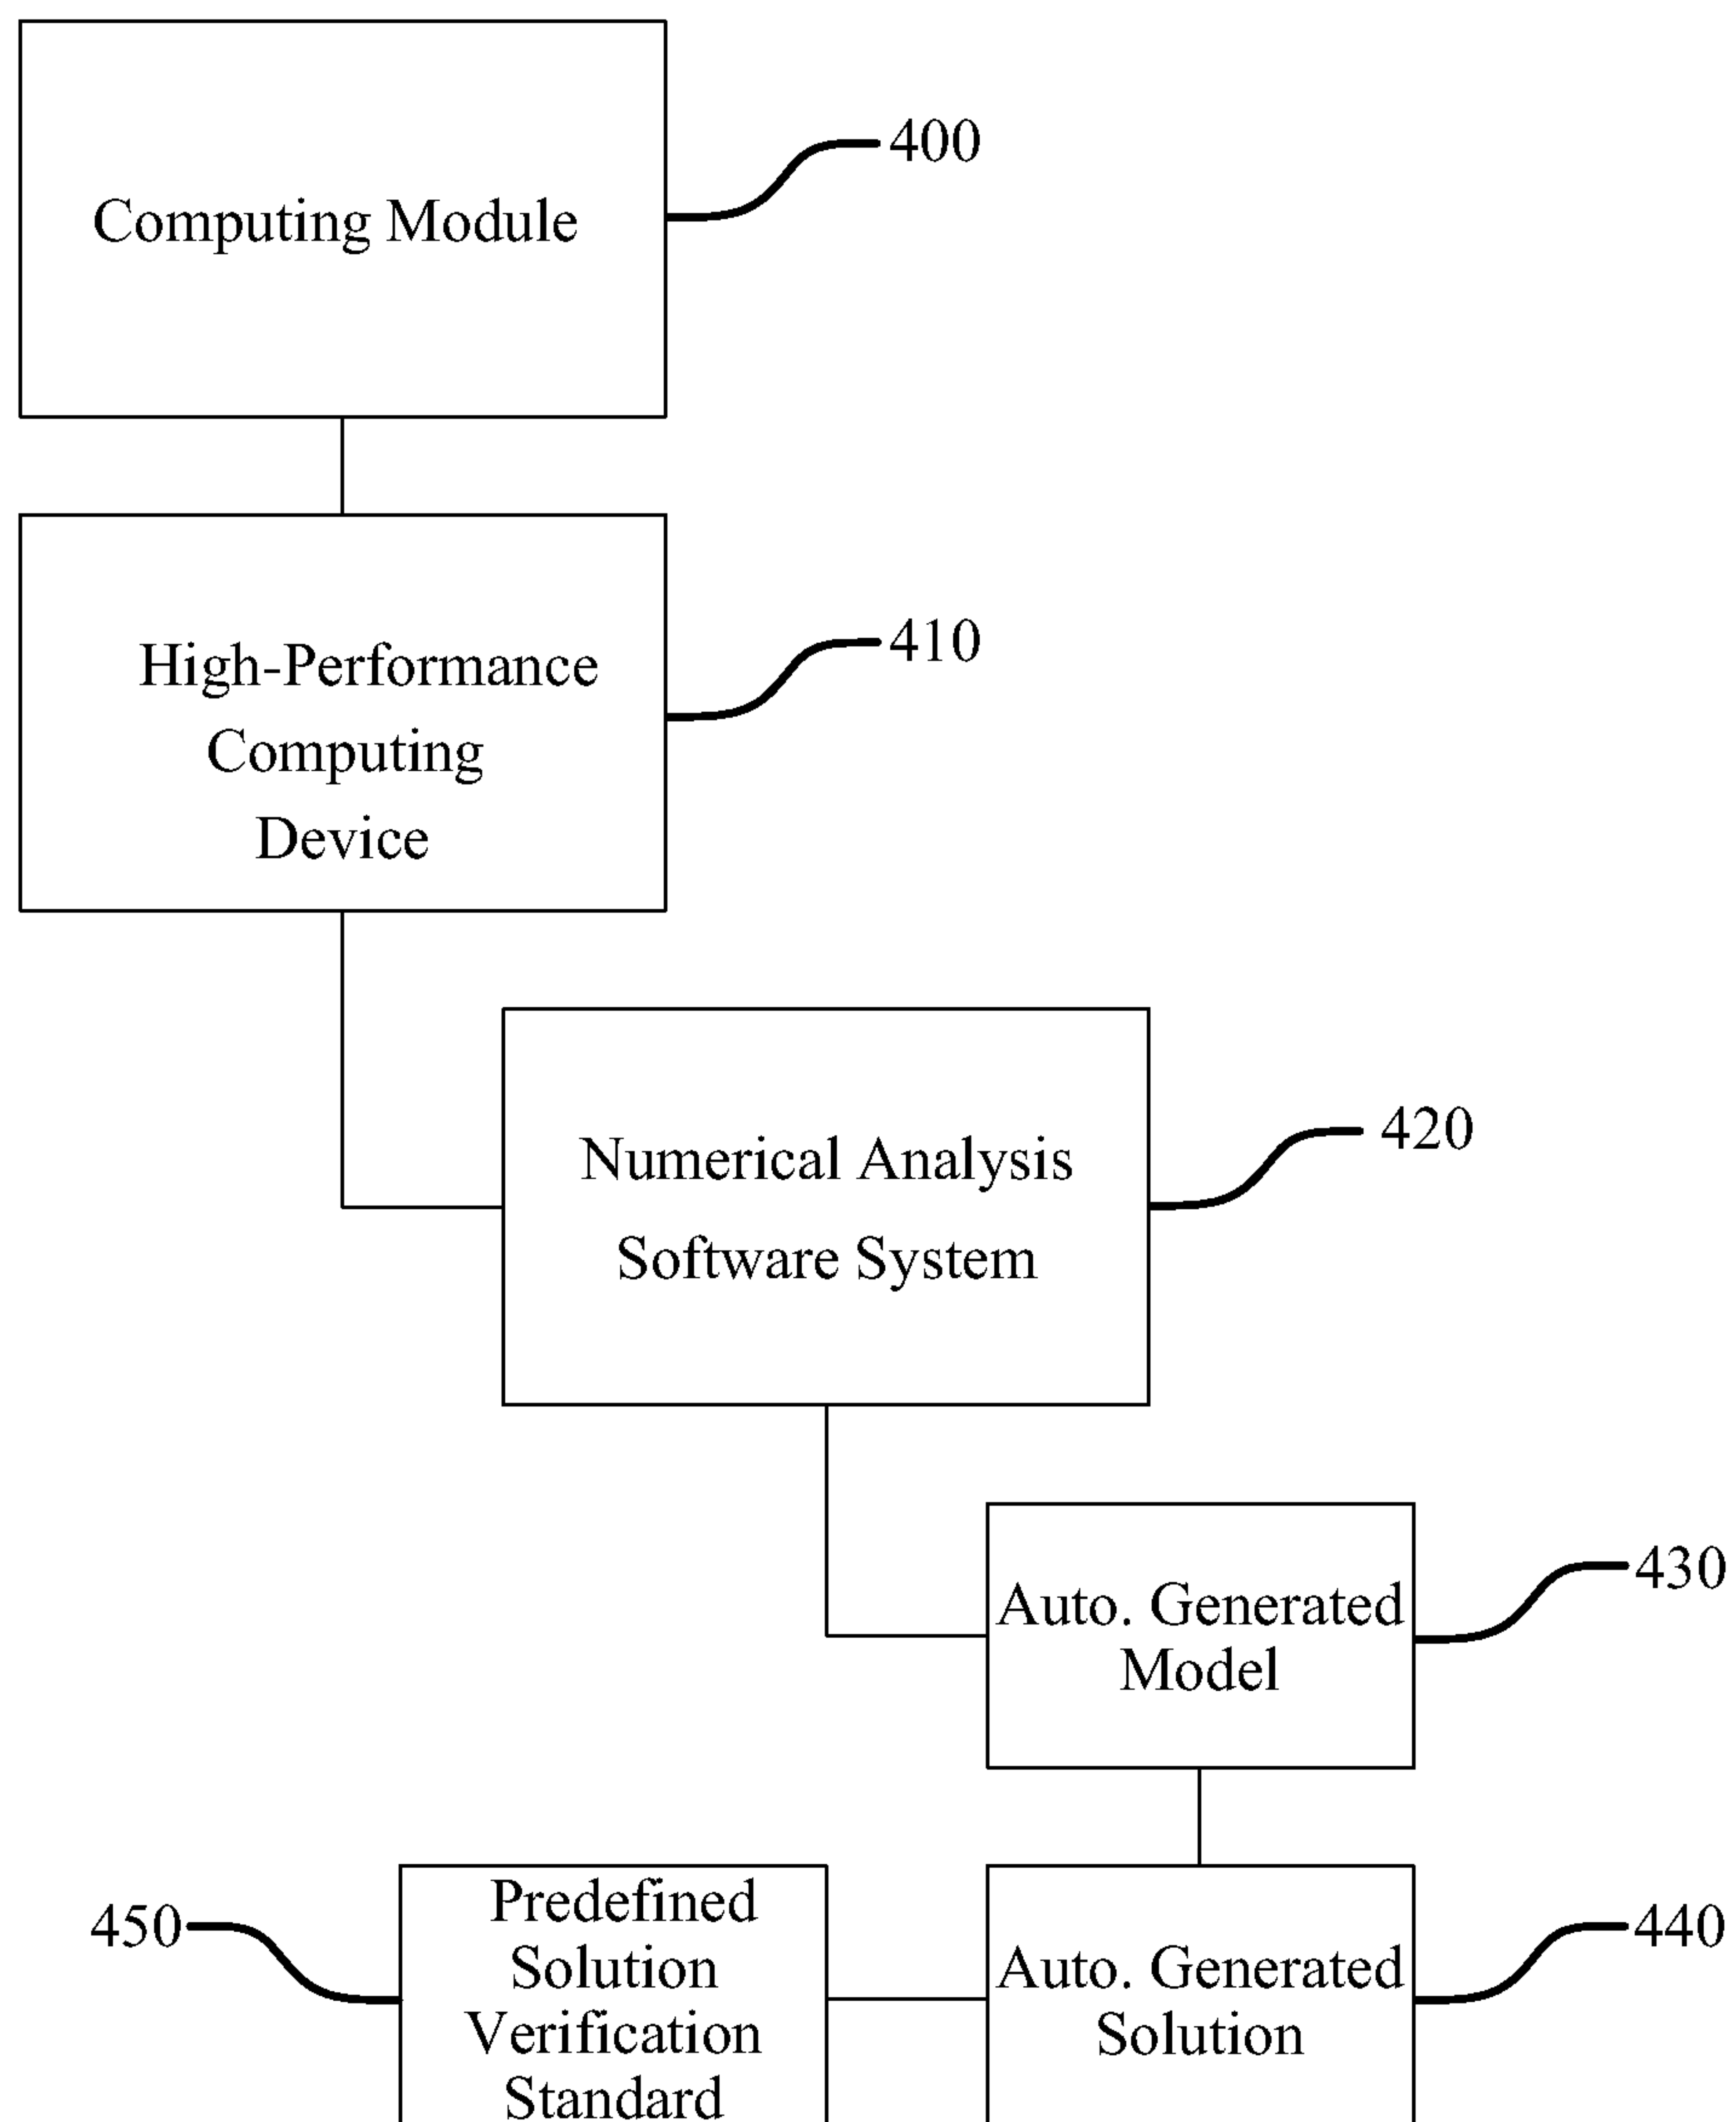 Computing Module
400
High-Performance
Computing
Device
410
Numerical Analysis
Software System
420
Auto. Generated
Model
430
450
Predefined
Solution
Verification
Standard
Auto. Generated
Solution
440